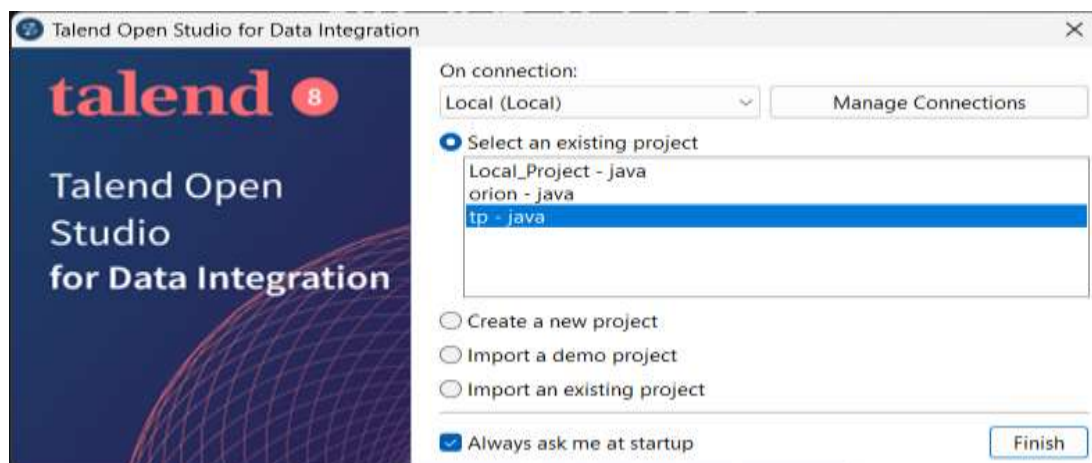 Talend Open Studio for Data Integration
talend 8
Talend Open
Studio
for Data Integration
On connection:
Local (Local)
Manage Connections
Select an existing project
Local_Project - java
orion - java
tp - java
Create a new project
Import a demo project
Import an existing project
Always ask me at startup
Finish